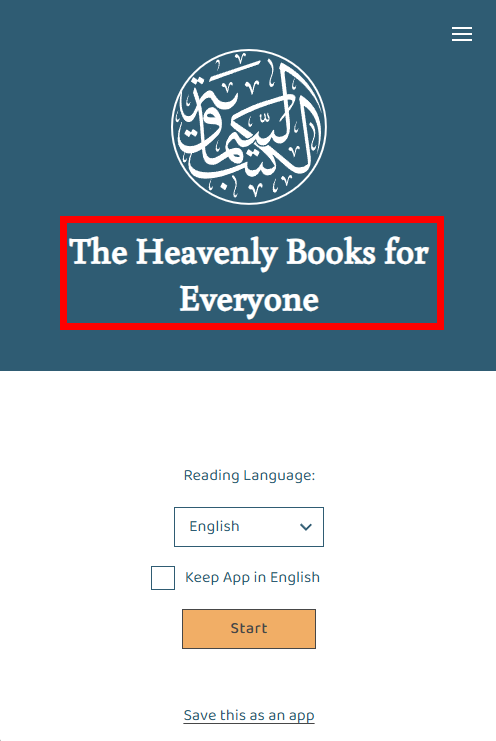 الكتب السماوية
The Heavenly Books for
Everyone
Reading Language:
English
Keep App in English
Start
Save this as an app